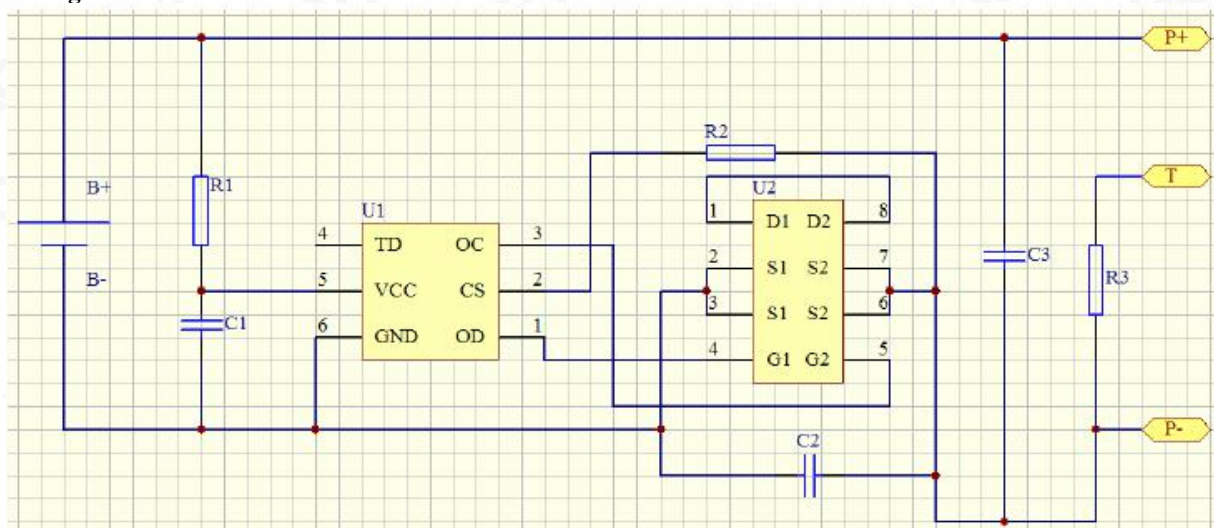 P+
R2
T
B+
R1
U2
U1
1 D1 D2 8
4 TD OC 3
2 S1 S2 7
C3
R3
B-
5 VCC CS 2
3 S1 S2 6
C1
6 GND OD 1
4 G1 G2 5
C2
P-